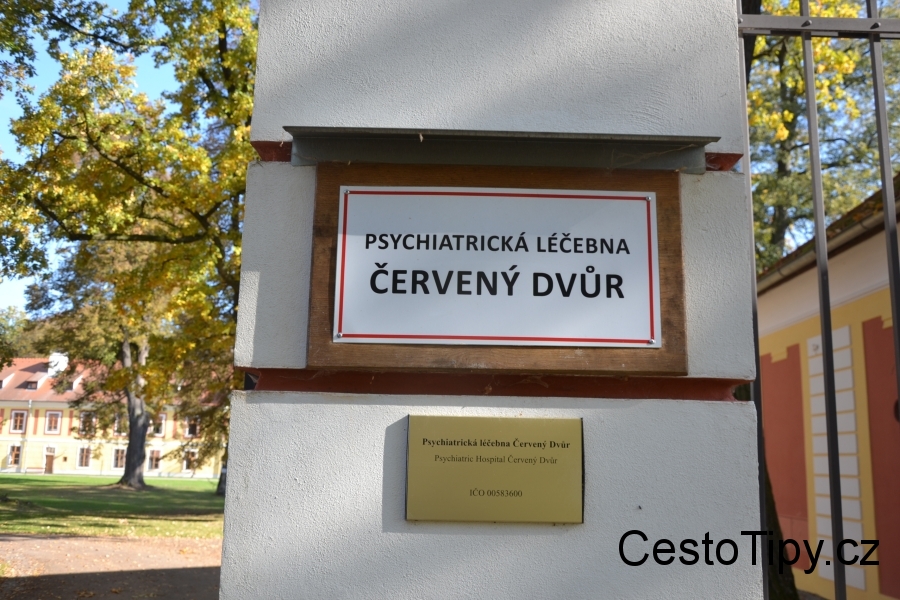 PSYCHIATRICKÁ LÉČEBNA
ČERVENÝ DVŮR
Psychiatrická léčebna Červený Dvůr
Psychiatric Hospital Červený Dvůr
IČO 00583600
CestoTipy.cz